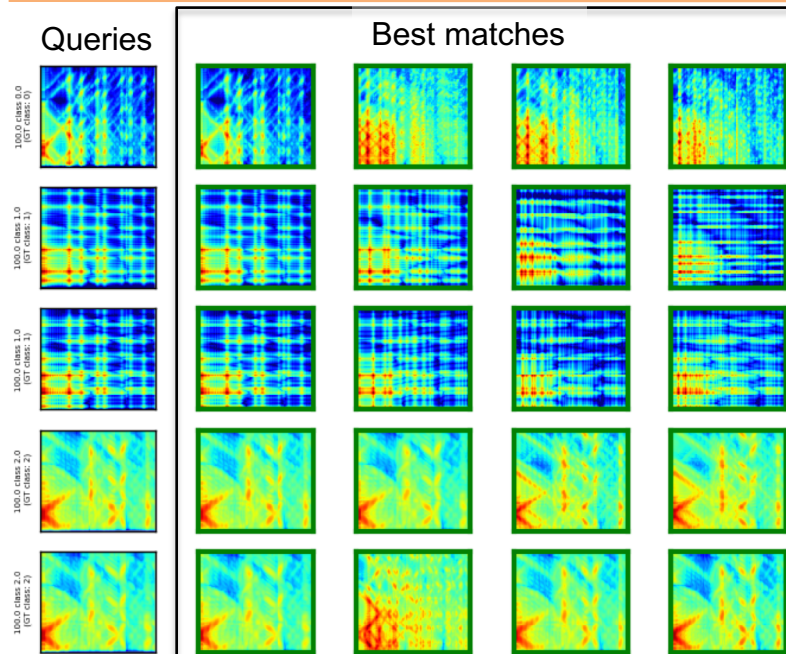 Queries
Best matches
100.0 class 0.0
(GT class: 0)
100.0 class 1.0
(GT class: 1)
100.0 class 1.0
(GT class: 1)
100.0 class 2.0
(GT class: 2)
100.0 class 2.0
(GT class: 2)